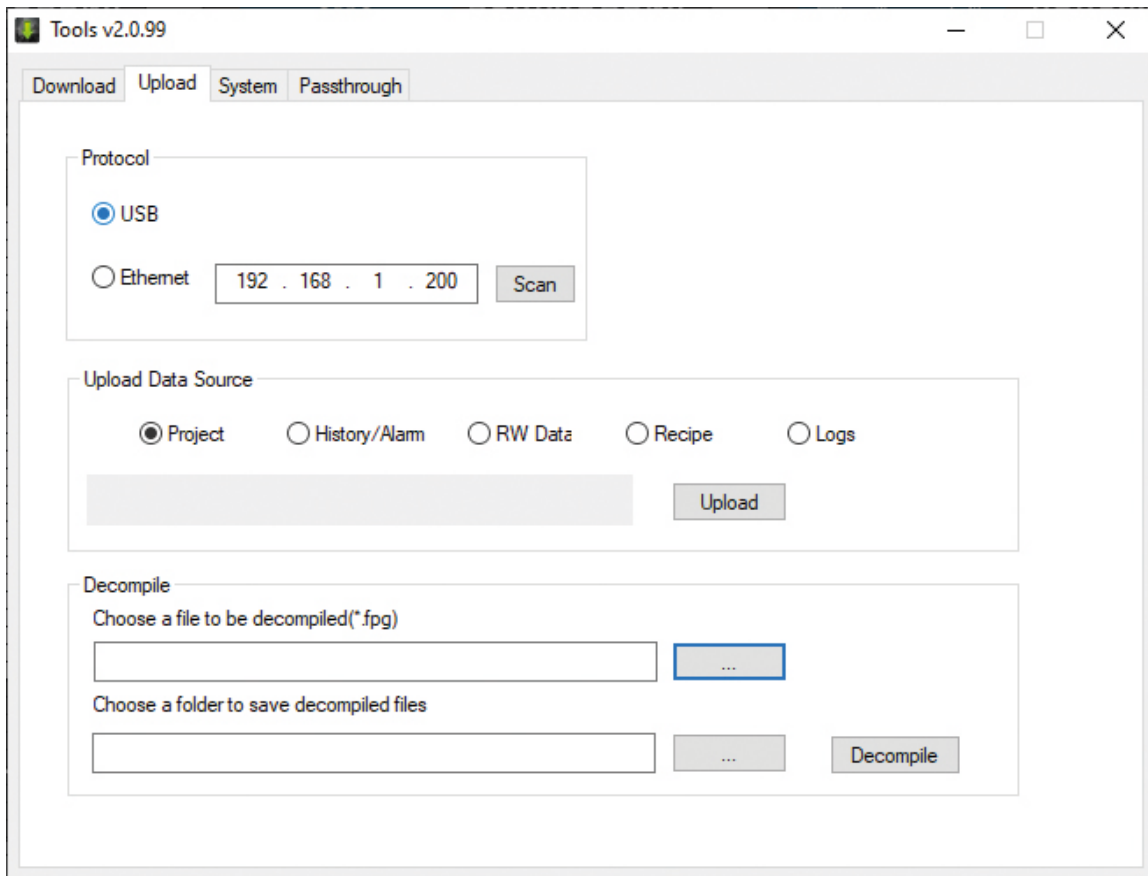 Tools v2.0.99
Download Upload System Passthrough
Protocol
USB
Ethernet 192 . 168 . 1 . 200 Scan
Upload Data Source
Project History/Alarm RW Data Recipe Logs
Upload
Decompile
Choose a file to be decompiled(*.fpg)
...
Choose a folder to save decompiled files
... Decompile